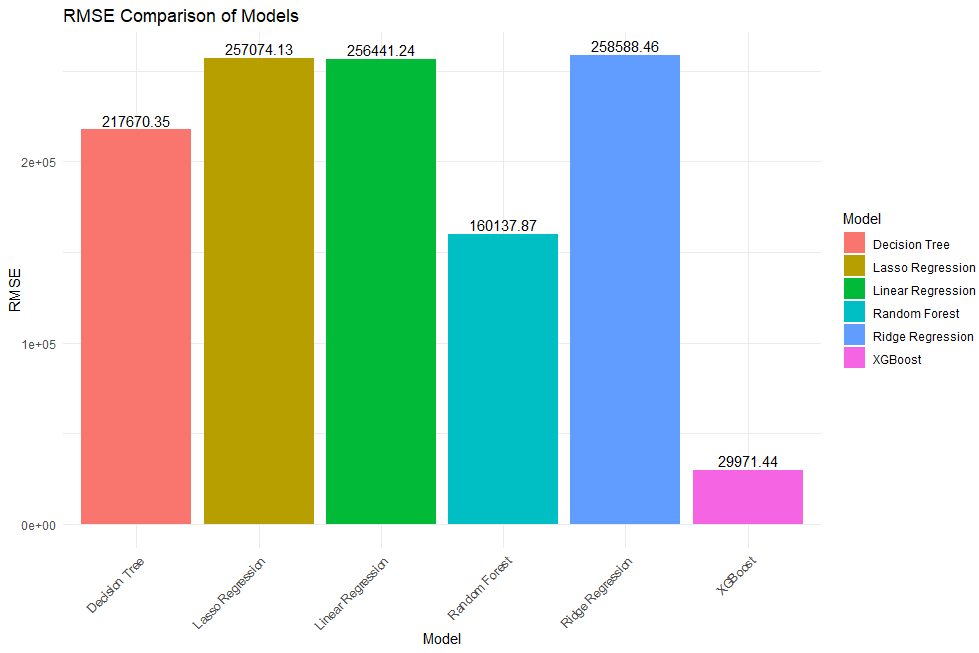 RMSE Comparison of Models
258588.46
257074.13
256441.24
217670.35
160137.87
29971.44
2e+05
1e+05
0e+00
RMSE
Decision Tree
Lasso Regression
Linear Regression
Random Forest
Ridge Regression
XGBoost
Model
Model
Decision Tree
Lasso Regression
Linear Regression
Random Forest
Ridge Regression
XGBoost